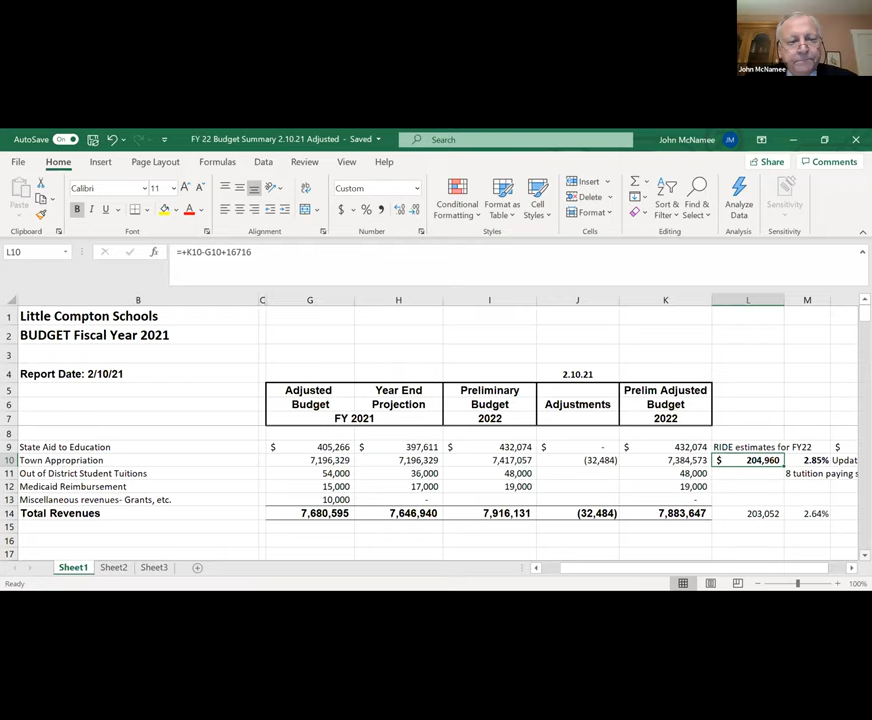 John McNamee
AutoSave On FY 22 Budget Summary 2.10.21 Adjusted - Saved Search John McNamee JM
File Home Insert Page Layout Formulas Data Review View Help Share Comments
Paste Calibri 11 A A Custom Conditional Formatting Format as Table Cell Styles Insert Delete Format Sort & Filter Find & Select Analyze Data Sensitivity
B I U A $ % 9
Clipboard Font Alignment Number Styles Cells Editing Analysis Sensitivity
L10 fx =+K10-G10+16716
B C G H I J K L M
1 Little Compton Schools
2 BUDGET Fiscal Year 2021
3
4 Report Date: 2/10/21 2.10.21
5 Adjusted Year End Preliminary Prelim Adjusted
6 Budget Projection Budget Adjustments Budget
7 FY 2021 2022 2022
8
9 State Aid to Education $ 405,266 $ 397,611 $ 432,074 $ - $ 432,074 RIDE estimates for FY22 $
10 Town Appropriation 7,196,329 7,196,329 7,417,057 (32,484) 7,384,573 $ 204,960 2.85% Updat
11 Out of District Student Tuitions 54,000 36,000 48,000 48,000 8 tutition paying s
12 Medicaid Reimbursement 15,000 17,000 19,000 19,000
13 Miscellaneous revenues- Grants, etc. 10,000 - -
14 Total Revenues 7,680,595 7,646,940 7,916,131 (32,484) 7,883,647 203,052 2.64%
15
16
17
Sheet1 Sheet2 Sheet3
Ready 100%